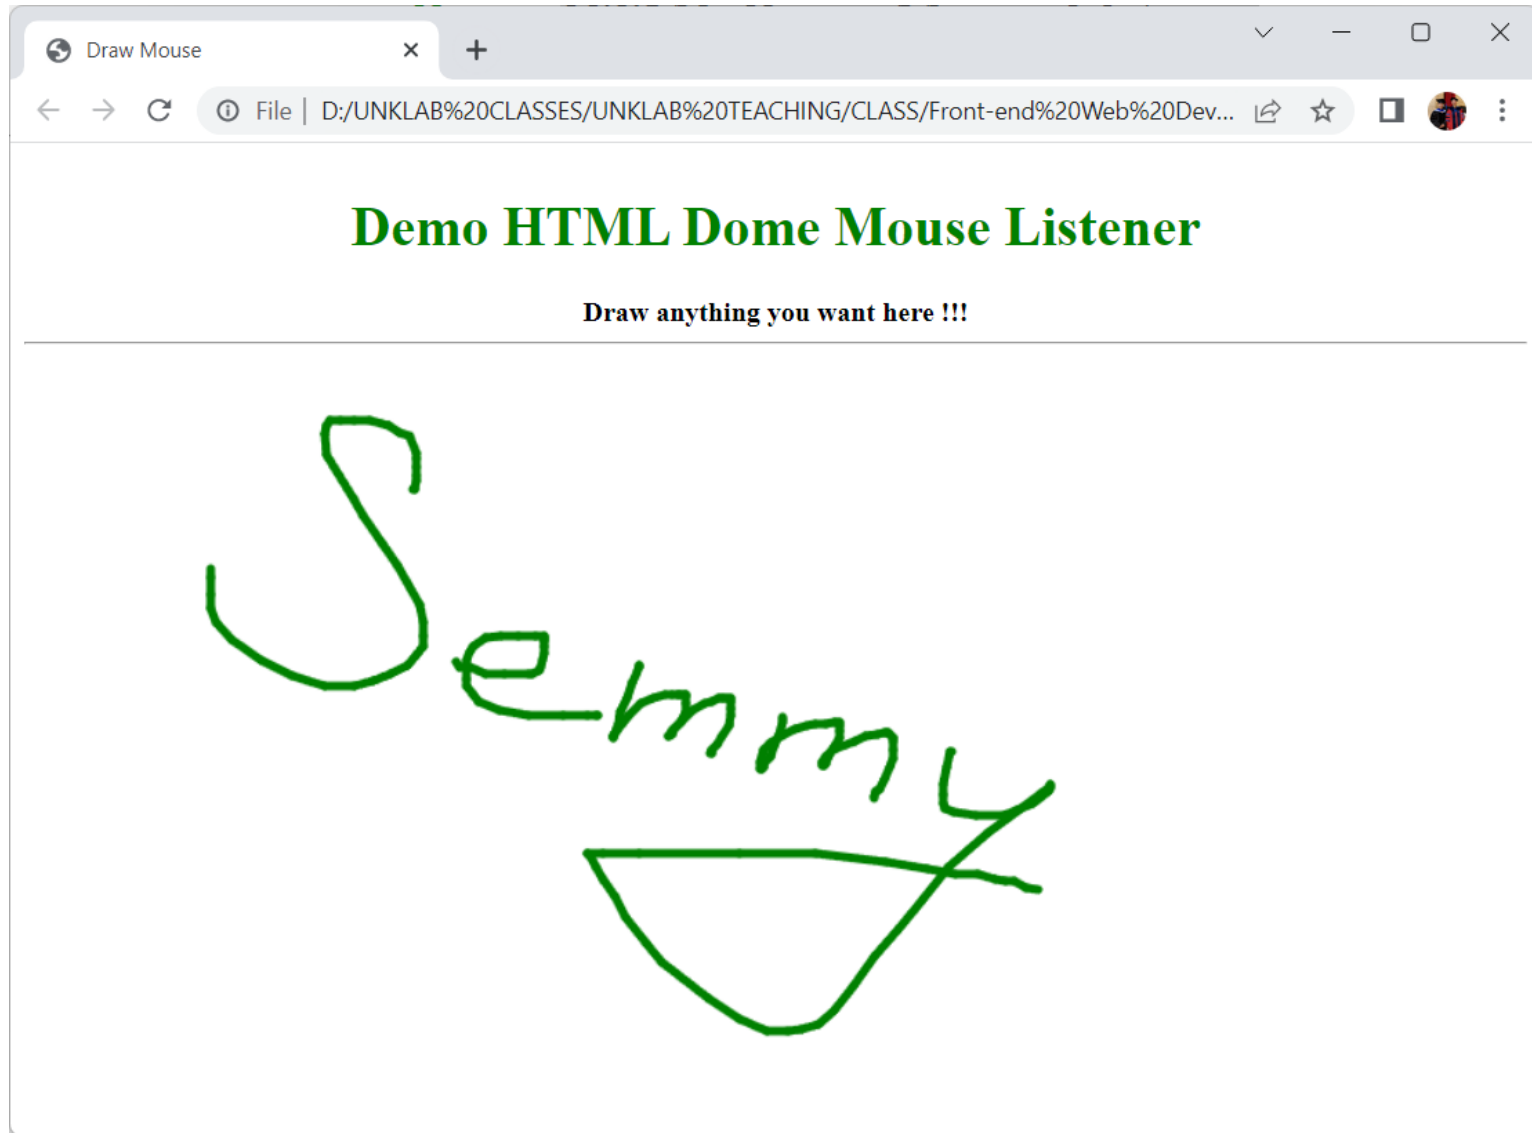 Draw Mouse
File | D:/UNKLAB%20CLASSES/UNKLAB%20TEACHING/CLASS/Front-end%20Web%20Dev...
Demo HTML Dome Mouse Listener
Draw anything you want here !!!
Semmy